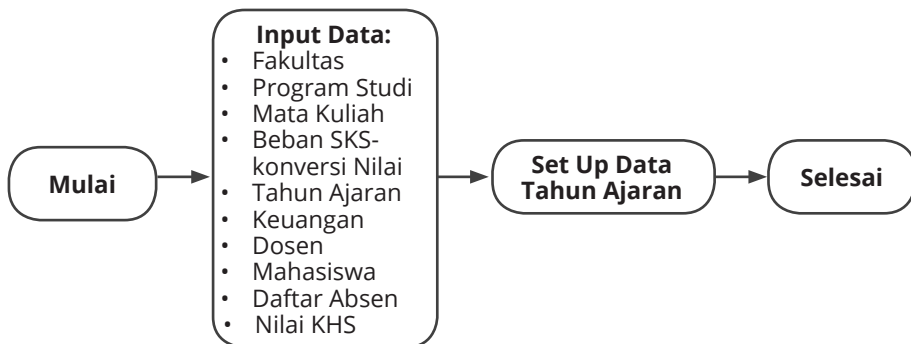 Mulai
Input Data:
• Fakultas
• Program Studi
• Mata Kuliah
• Beban SKS-
konversi Nilai
• Tahun Ajaran
• Keuangan
• Dosen
• Mahasiswa
• Daftar Absen
• Nilai KHS
Set Up Data
Tahun Ajaran
Selesai